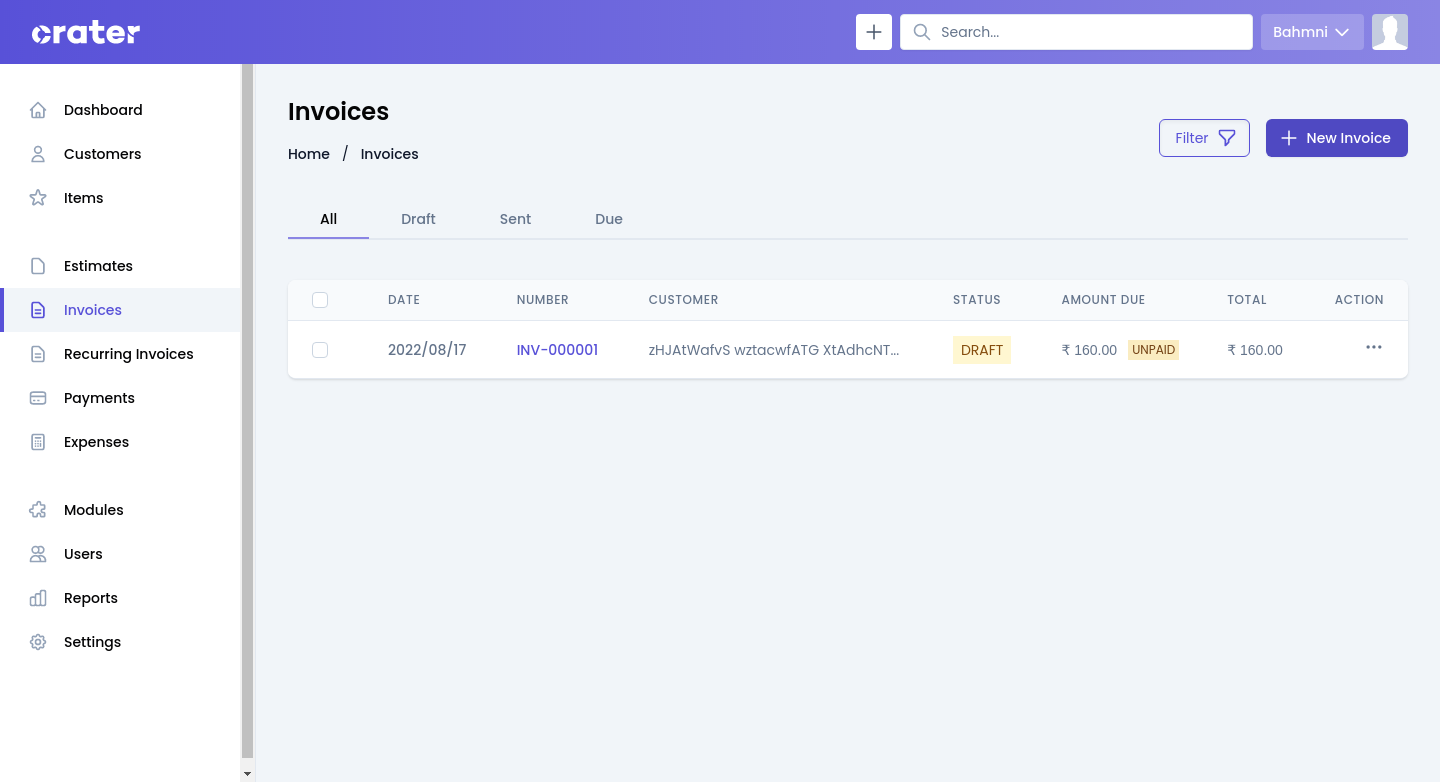 crater
Search...
Bahmni
Dashboard
Customers
Items
Estimates
Invoices
Recurring Invoices
Payments
Expenses
Modules
Users
Reports
Settings
Invoices
Home / Invoices
Filter
New Invoice
All Draft Sent Due
DATE NUMBER CUSTOMER STATUS AMOUNT DUE TOTAL ACTION
2022/08/17 INV-000001 zHJAtWafvS wztacwfATG XtAdhcNT... DRAFT ₹ 160.00 UNPAID ₹ 160.00